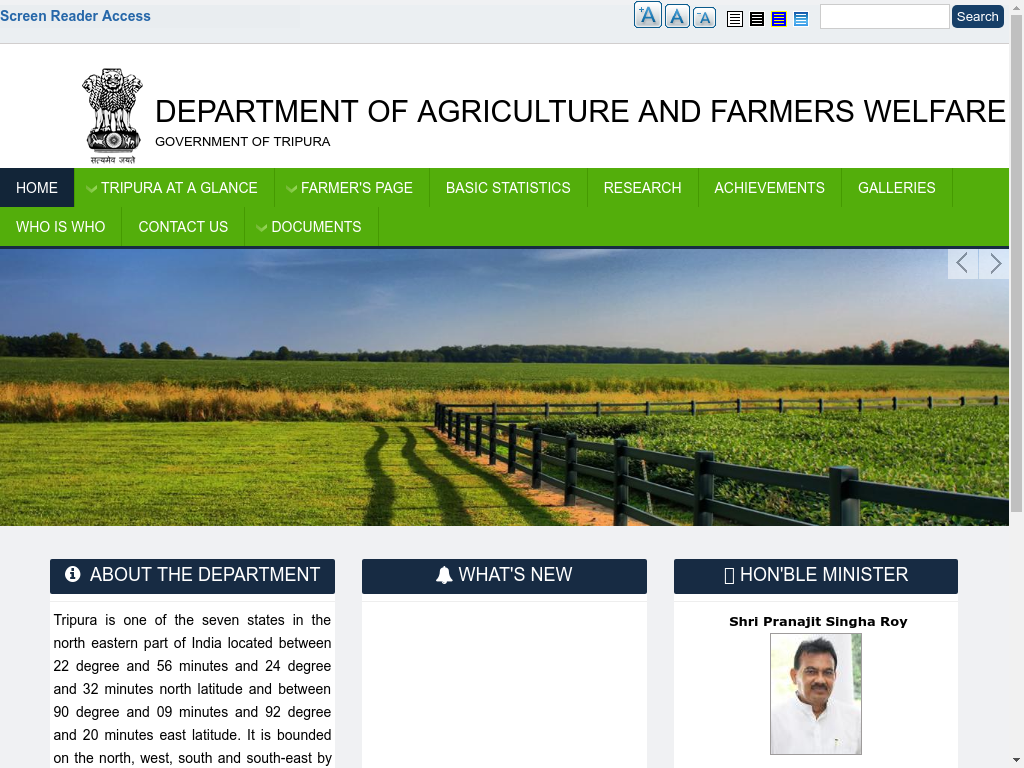 Screen Reader Access
+A A -A
Search
DEPARTMENT OF AGRICULTURE AND FARMERS WELFARE
GOVERNMENT OF TRIPURA
सत्यमेव जयते
HOME TRIPURA AT A GLANCE FARMER'S PAGE BASIC STATISTICS RESEARCH ACHIEVEMENTS GALLERIES
WHO IS WHO CONTACT US DOCUMENTS
ABOUT THE DEPARTMENT
Tripura is one of the seven states in the
north eastern part of India located between
22 degree and 56 minutes and 24 degree
and 32 minutes north latitude and between
90 degree and 09 minutes and 92 degree
and 20 minutes east latitude. It is bounded
on the north, west, south and south-east by
WHAT'S NEW
HON'BLE MINISTER
Shri Pranajit Singha Roy